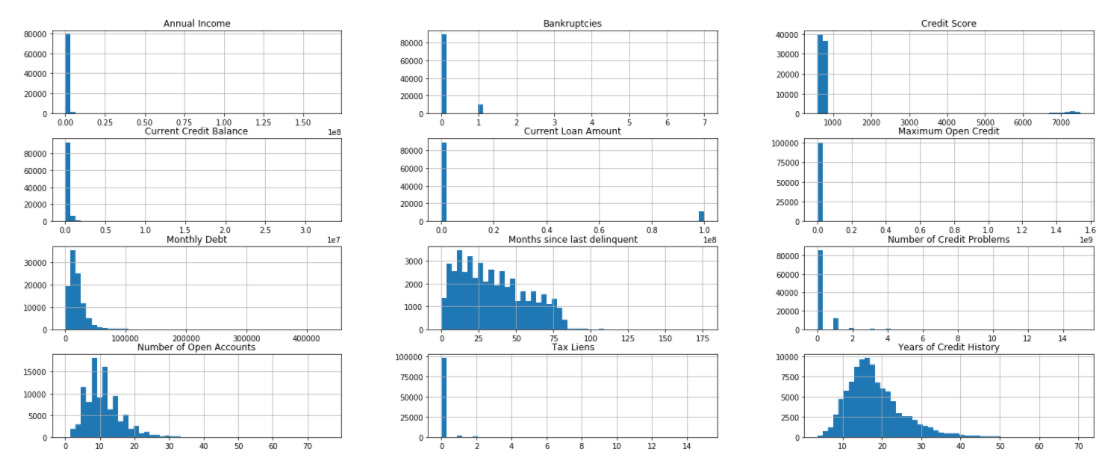 Annual Income
80000
60000
40000
20000
0
0.00 0.25 0.50 0.75 1.00 1.25 1.50
1e8
Bankruptcies
80000
60000
40000
20000
0
0 1 2 3 4 5 6 7
Credit Score
40000
30000
20000
10000
0
1000 2000 3000 4000 5000 6000 7000
Current Credit Balance
80000
60000
40000
20000
0
0.0 0.5 1.0 1.5 2.0 2.5 3.0
1e7
Current Loan Amount
80000
60000
40000
20000
0
0.0 0.2 0.4 0.6 0.8 1.0
1e8
Maximum Open Credit
100000
75000
50000
25000
0
0.0 0.2 0.4 0.6 0.8 1.0 1.2 1.4 1.6
1e9
Monthly Debt
30000
20000
10000
0
0 100000 200000 300000 400000
Months since last delinquent
3000
2000
1000
0
0 25 50 75 100 125 150 175
Number of Credit Problems
80000
60000
40000
20000
0
0 2 4 6 8 10 12 14
Number of Open Accounts
15000
10000
5000
0
0 10 20 30 40 50 60 70
Tax Liens
100000
75000
50000
25000
0
0 2 4 6 8 10 12 14
Years of Credit History
10000
7500
5000
2500
0
10 20 30 40 50 60 70